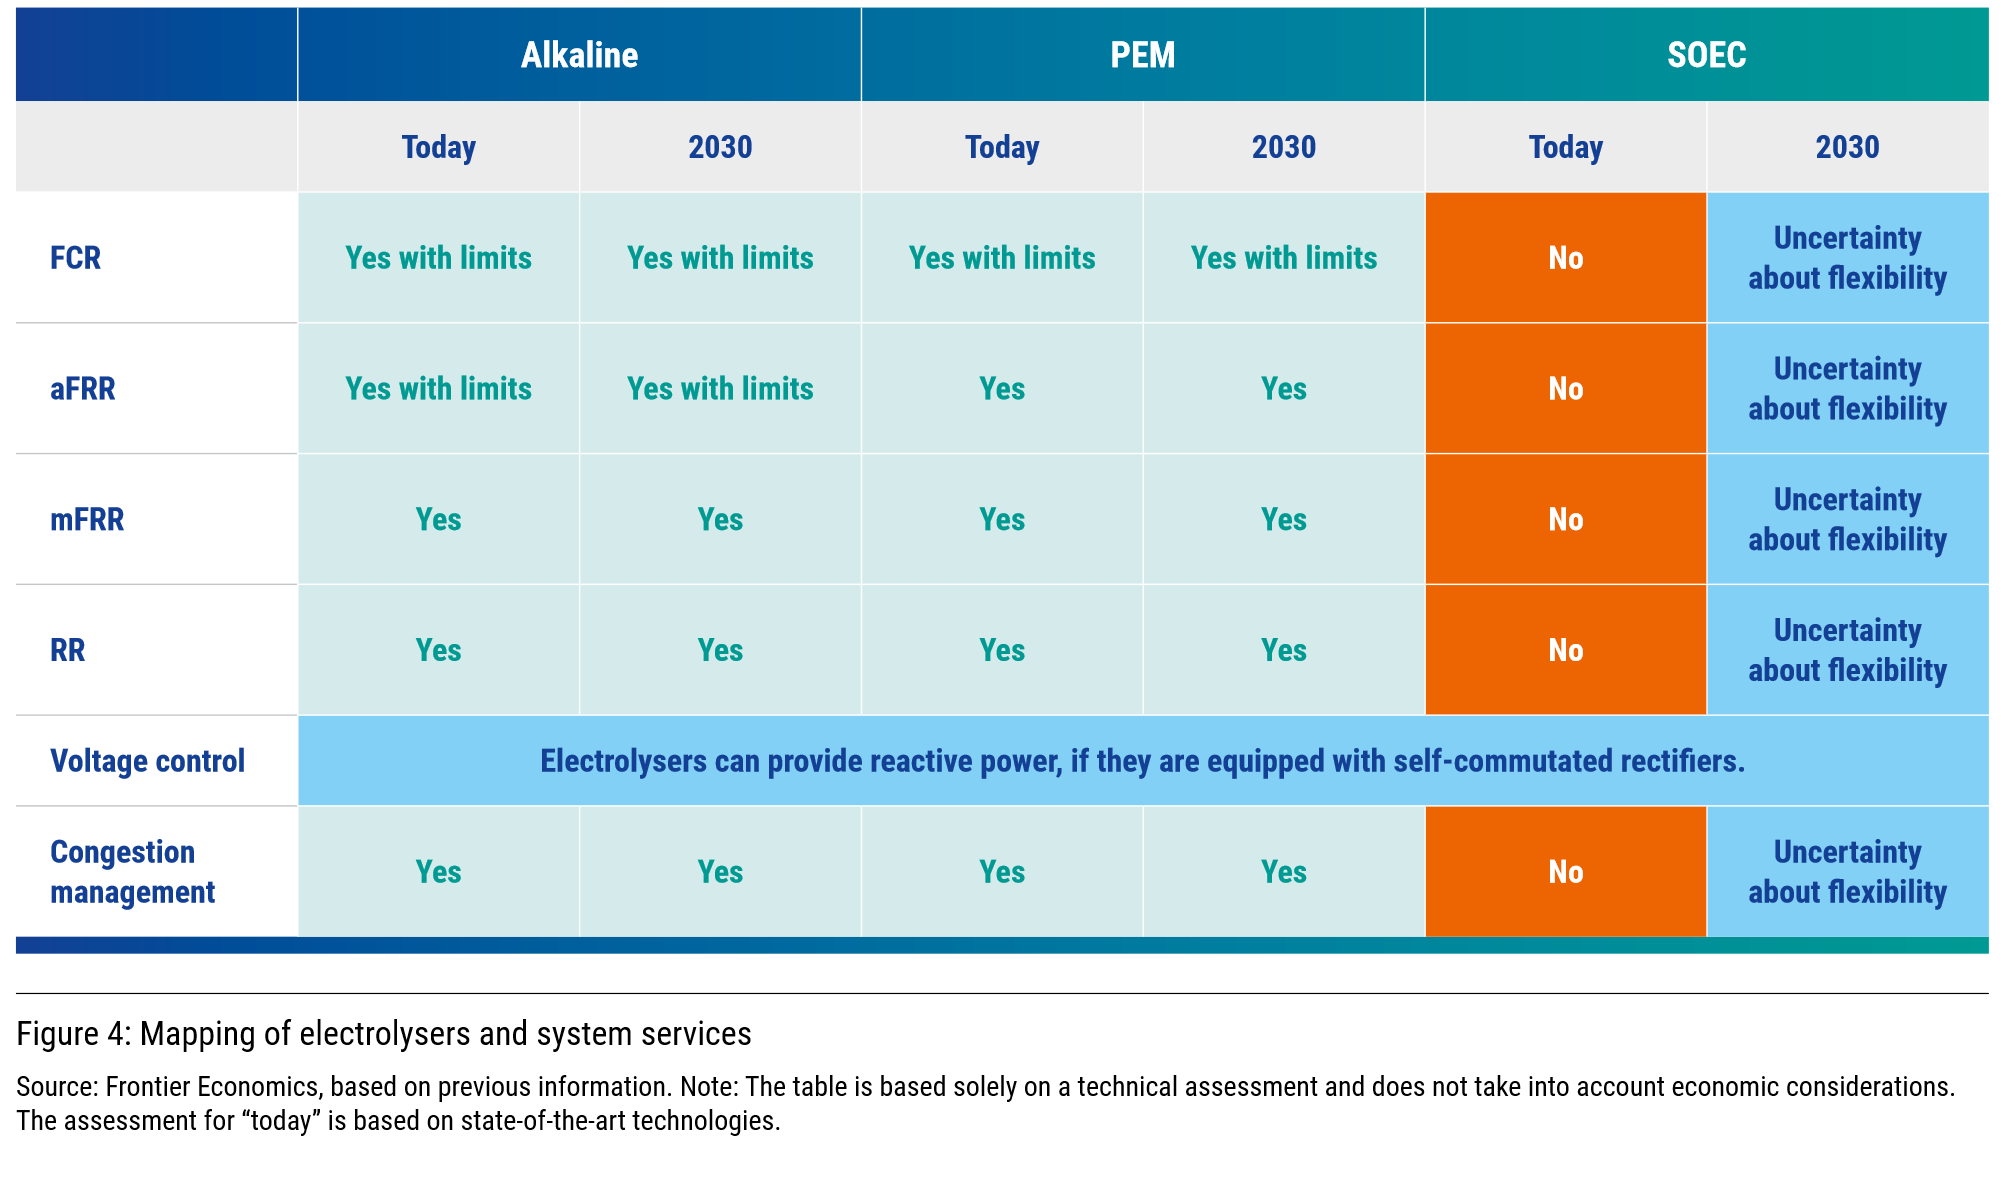 Alkaline PEM SOEC
Today 2030 Today 2030 Today 2030
FCR Yes with limits Yes with limits Yes with limits Yes with limits No Uncertainty
about flexibility
aFRR Yes with limits Yes with limits Yes Yes No Uncertainty
about flexibility
mFRR Yes Yes Yes Yes No Uncertainty
about flexibility
RR Yes Yes Yes Yes No Uncertainty
about flexibility
Voltage control Electrolysers can provide reactive power, if they are equipped with self-commutated rectifiers.
Congestion
management Yes Yes Yes Yes No Uncertainty
about flexibility
Figure 4: Mapping of electrolysers and system services
Source: Frontier Economics, based on previous information. Note: The table is based solely on a technical assessment and does not take into account economic considerations.
The assessment for “today” is based on state-of-the-art technologies.